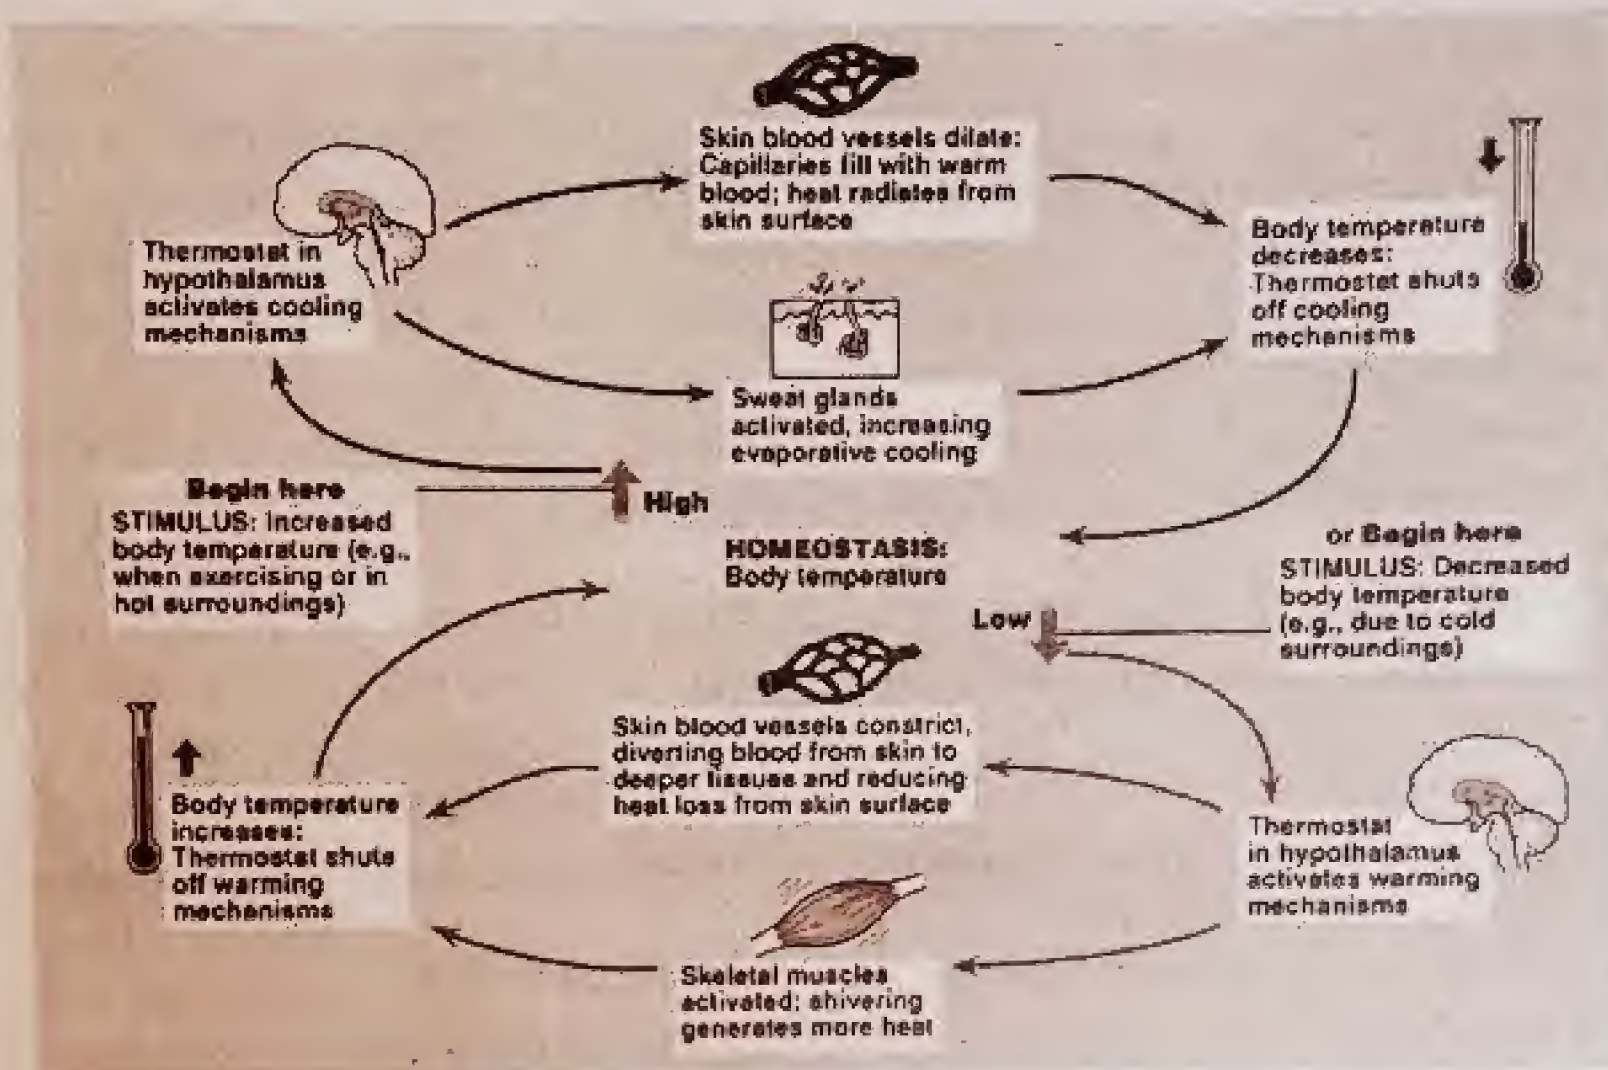 Skin blood vessels dilate:
Capillaries fill with warm
blood; heat radiates from
skin surface
Thermostat in
hypothalamus
activates cooling
mechanisms
Body temperature
decreases:
Thermostat shuts
off cooling
mechanisms
Sweat glands
activated, increasing
evaporative cooling
Begin here
STIMULUS: Increased
body temperature (e.g.,
when exercising or in
hot surroundings)
High
HOMEOSTASIS:
Body temperature
or Begin here
STIMULUS: Decreased
body temperature
(e.g., due to cold
surroundings)
Low
Skin blood vessels constrict,
diverting blood from skin to
deeper tissues and reducing
heat loss from skin surface
Body temperature
increases:
Thermostat shuts
off warming
mechanisms
Thermostat
in hypothalamus
activates warming
mechanisms
Skeletal muscles
activated; shivering
generates more heat